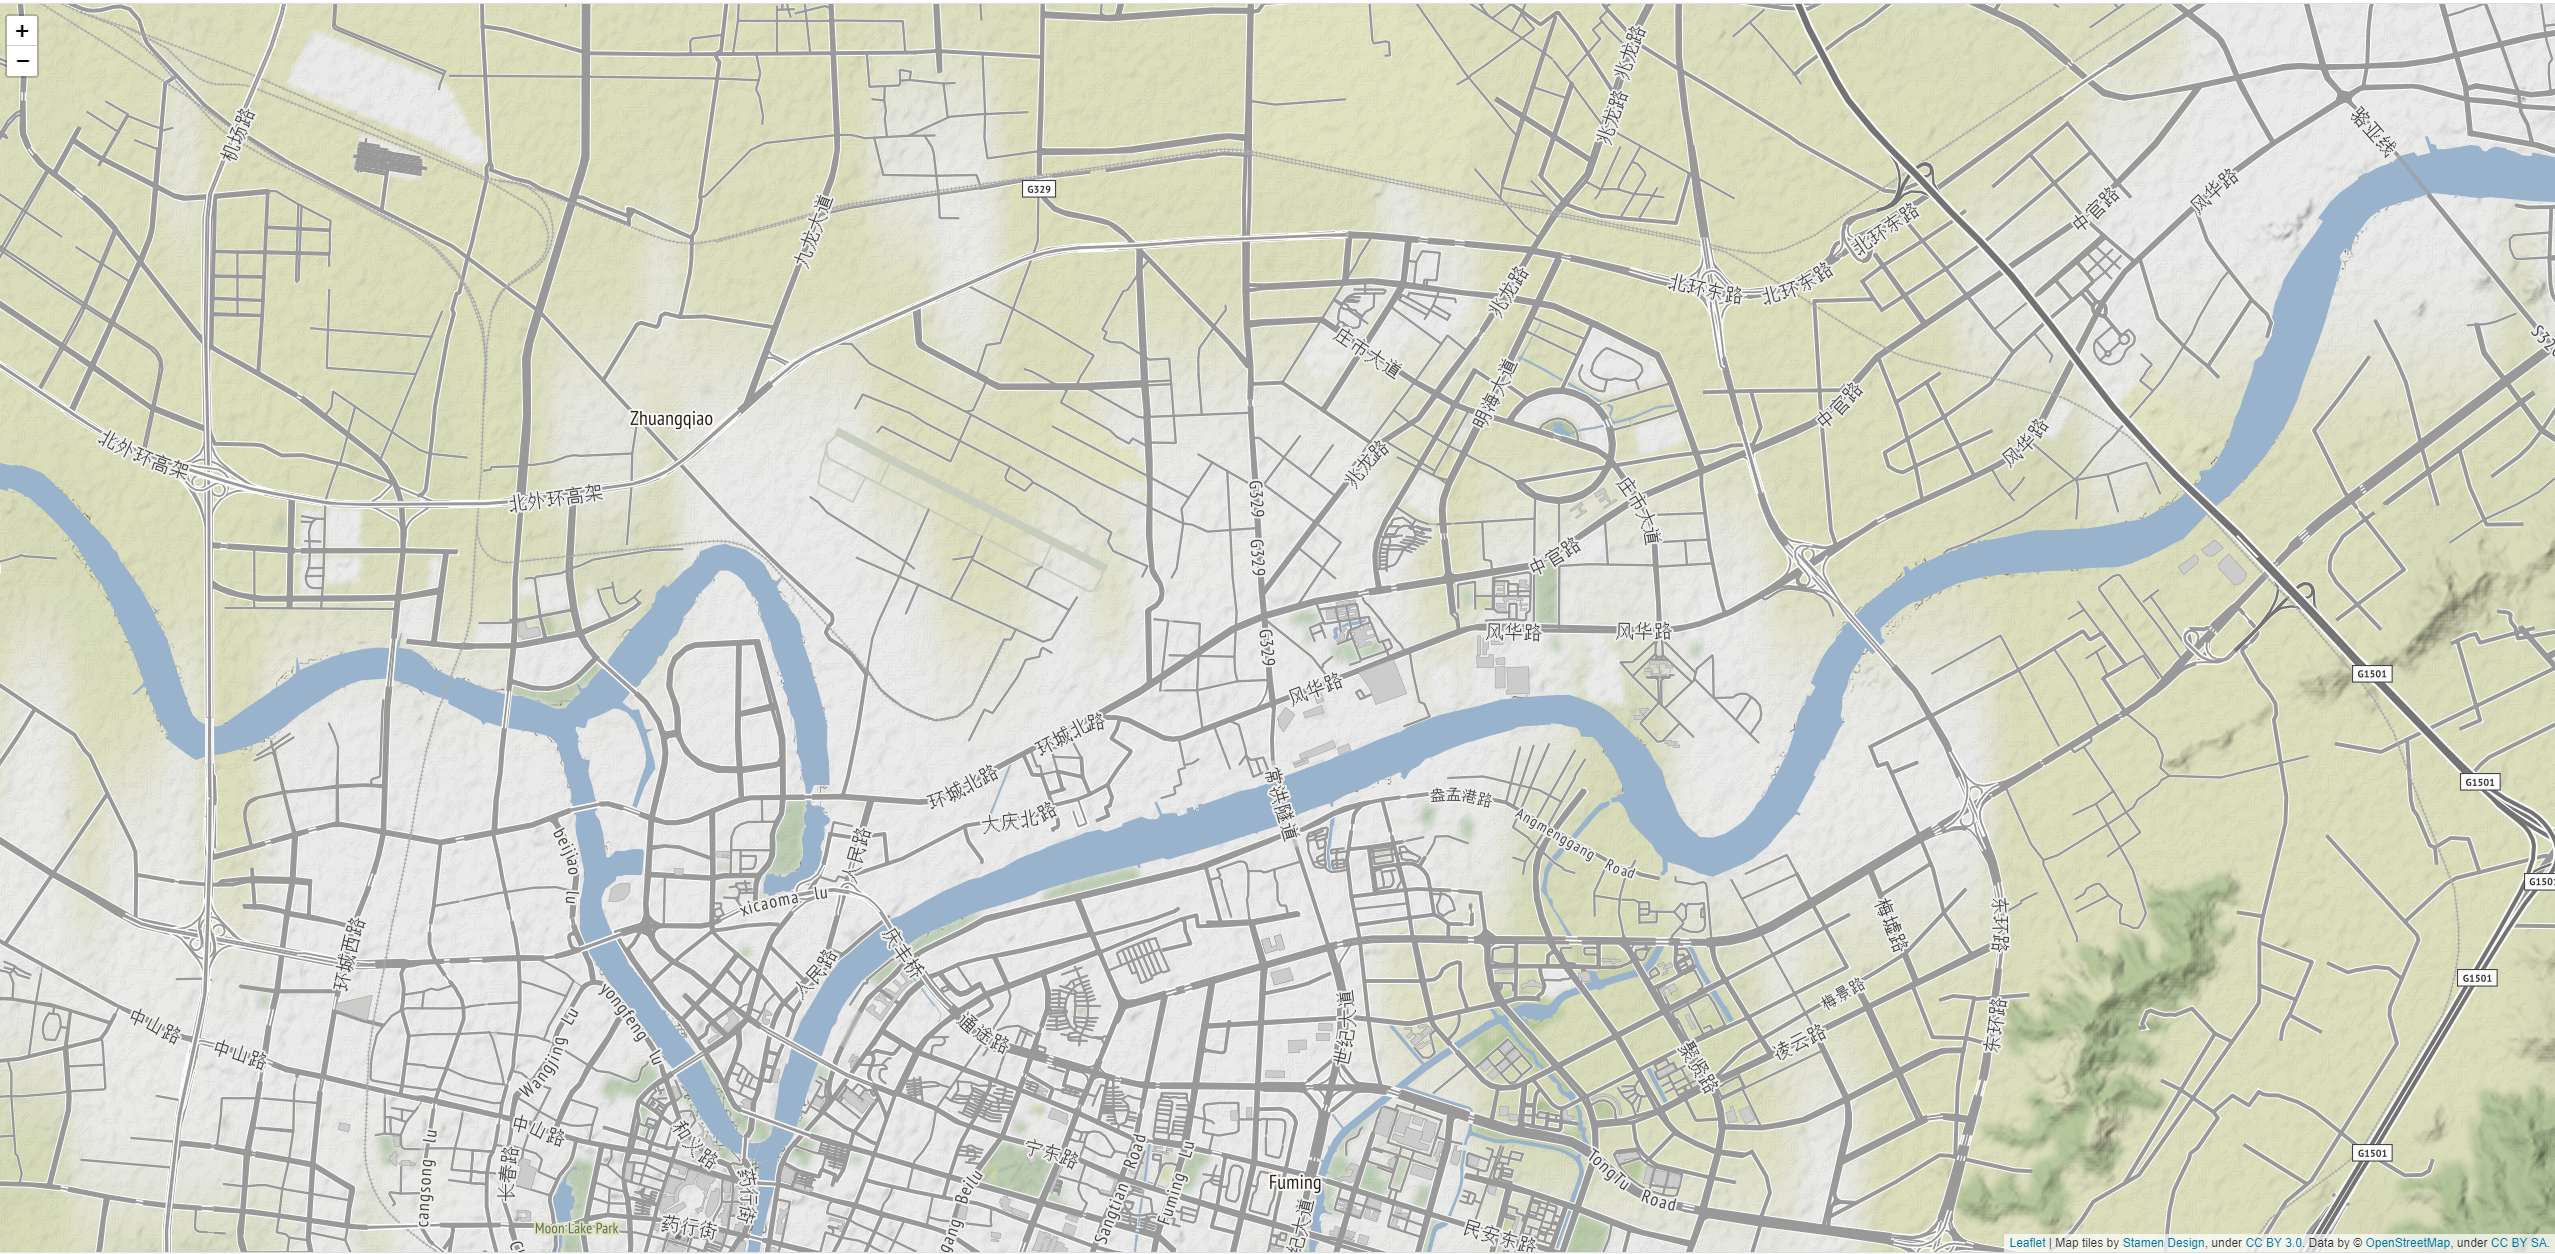 +
−
兆龙路
兆龙路
骆亚线
机场路
G329
风华路
中官路
北环东路
九龙大道
北环东路
北环东路
兆龙路
S320
庄市大道
明海大道
中官路
Zhuangqiao
北外环高架
风华路
兆龙路
北外环高架
G329
G329
庄市大道
中官路
G329
风华路
风华路
G1501
风华路
环城北路
环城北路
G1501
常洪隧道
盎孟港路
大庆北路
beijiao lu
人民路
Angmenggang Road
G1501
xicaoma lu
梅墟路
东环路
环城西路
庆丰桥
人民路
G1501
梅景路
yongfeng lu
中山路
中山路
Wangjing Lu
通途路
世纪大道
东环路
凌云路
聚贤路
中山路
和义路
宁东路
G1501
cangsong lu
长春路
药行街
Sangtian Road
Fuming Lu
Fuming
TongTu Road
gang Beilu
Moon Lake Park
药行街
纪大道
民安东路
Leaflet | Map tiles by Stamen Design, under CC BY 3.0. Data by © OpenStreetMap, under CC BY SA.